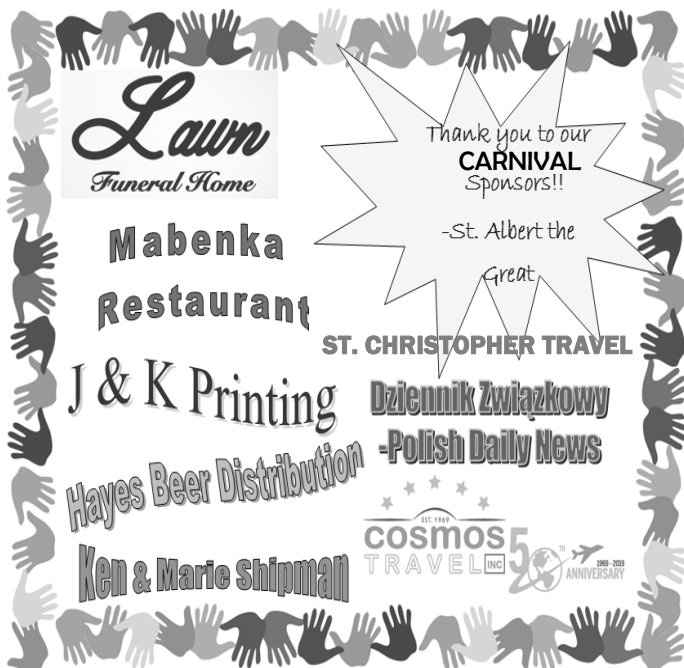 Lawn
Funeral Home
Thank you to our
CARNIVAL
Sponsors!!
-St. Albert the
Great
Mabenka
Restaurant
ST. CHRISTOPHER TRAVEL
J & K Printing
Dziennik Związkowy
-Polish Daily News
Hayes Beer Distribution
EST. 1969
COSMOS
TRAVEL INC
50TH
1969 - 2019
ANNIVERSARY
Ken & Marie Shipman